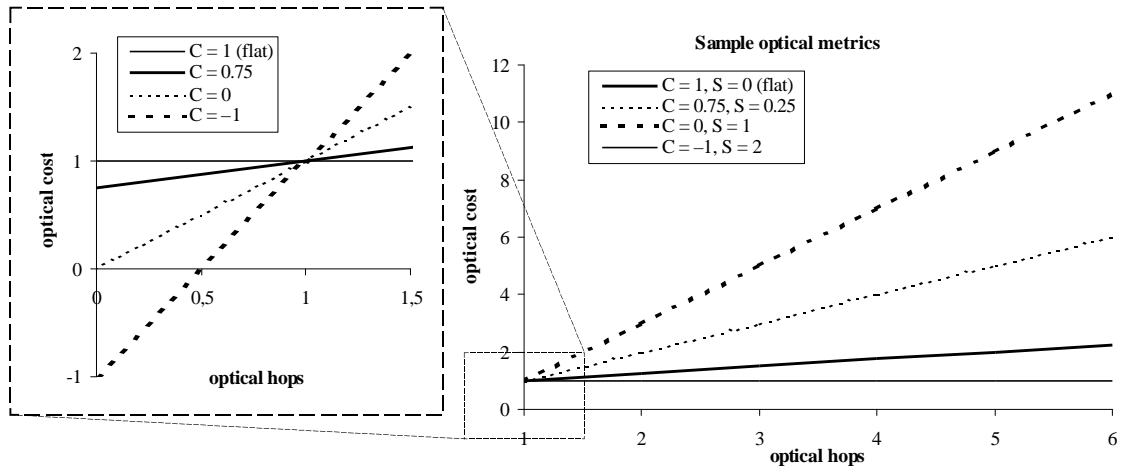 C = 1 (flat)
C = 0.75
C = 0
C = –1
2
1
0
-1
0
0,5
1
1,5
optical cost
optical hops
Sample optical metrics
C = 1, S = 0 (flat)
C = 0.75, S = 0.25
C = 0, S = 1
C = –1, S = 2
12
10
8
6
4
2
0
1
2
3
4
5
6
optical cost
optical hops